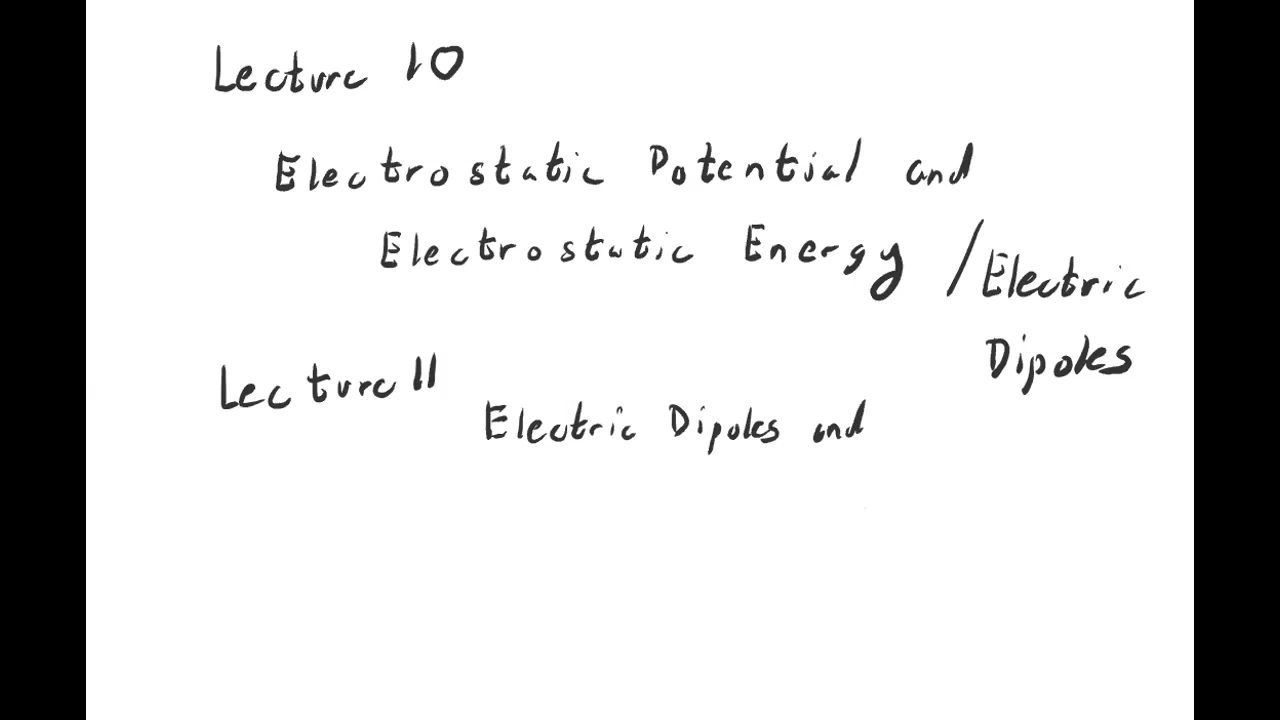 Lecture 10
Electrostatic Potential and
Electrostatic Energy / Electric
Dipoles
Lecture 11
Electric Dipoles and